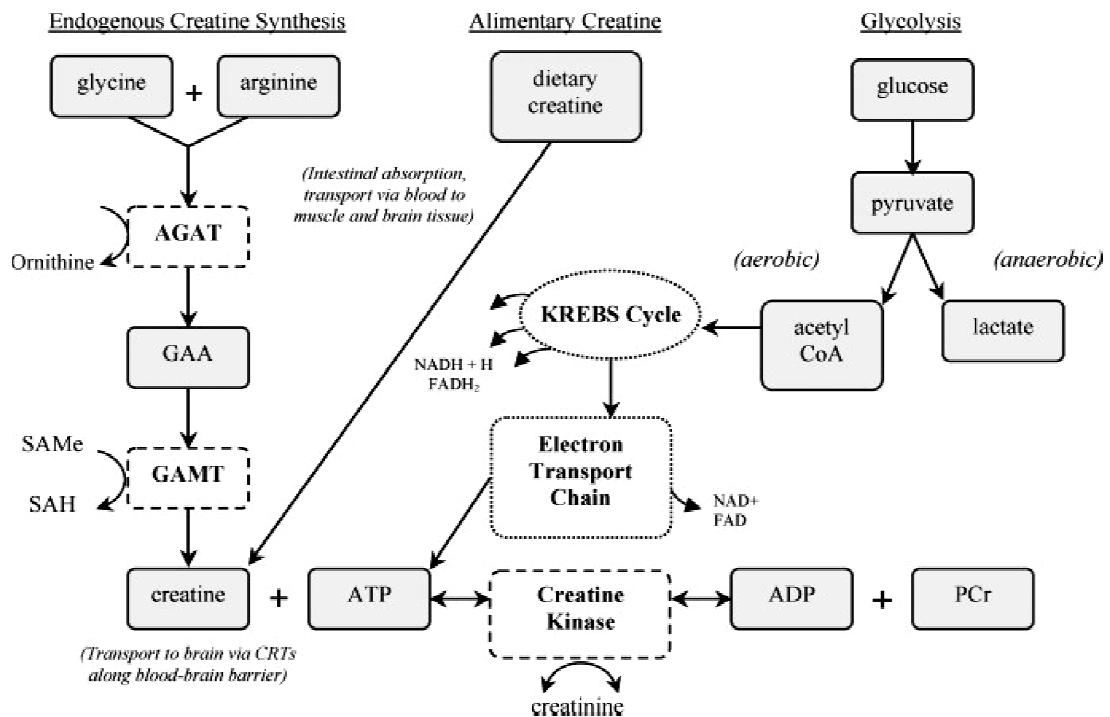 Endogenous Creatine Synthesis
Alimentary Creatine
Glycolysis
glycine
+
arginine
dietary
creatine
glucose
(Intestinal absorption,
transport via blood to
muscle and brain tissue)
pyruvate
AGAT
Ornithine
(aerobic)
(anaerobic)
KREBS Cycle
acetyl
CoA
lactate
GAA
NADH + H
FADH₂
SAMe
GAMT
SAH
Electron
Transport
Chain
NAD+
FAD
creatine
+
ATP
Creatine
Kinase
ADP
+
PCr
(Transport to brain via CRTs
along blood-brain barrier)
creatinine